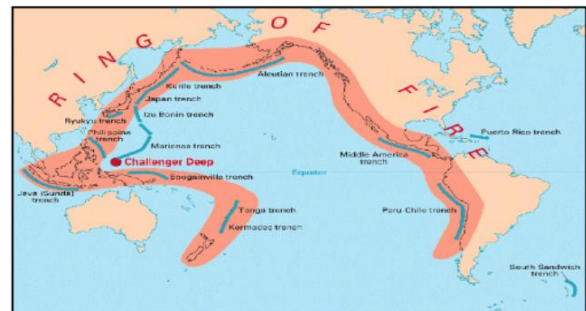 RING OF FIRE
Aleutian trench
Kurile trench
Japan trench
Izu Bonin trench
Ryukyu trench
Philippine
trench
Marianas trench
Challenger Deep
Puerto Rico trench
Middle America
trench
Equator
Bougainville trench
Java (Sunda)
trench
Tonga trench
Kermadec trench
Peru-Chile trench
South Sandwich
trench